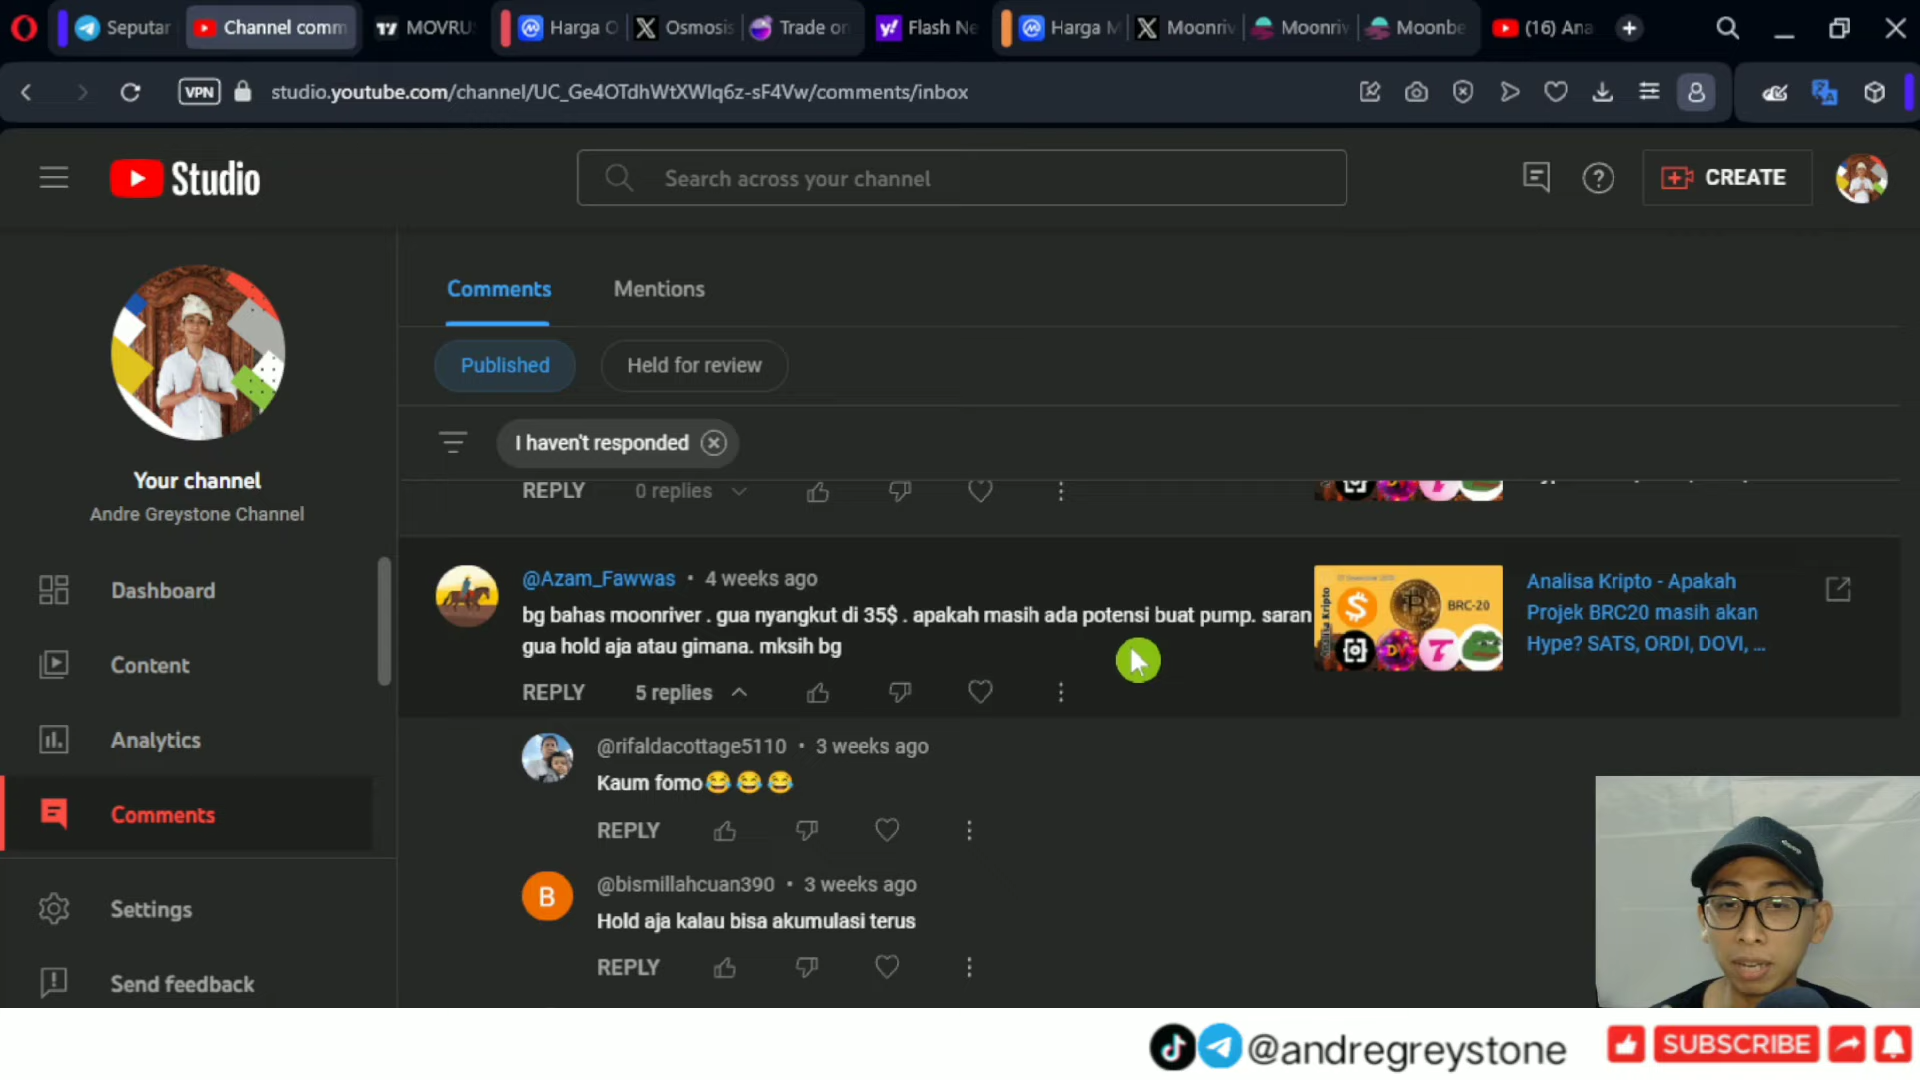 Seputar
Channel comm
MOVRUS
Harga O
Osmosis
Trade on
Flash Ne
Harga M
Moonriv
Moonriv
Moonbe
(16) Ana
VPN
studio.youtube.com/channel/UC_Ge4OTdhWtXWIq6z-sF4Vw/comments/inbox
Studio
Search across your channel
CREATE
Your channel
Andre Greystone Channel
Dashboard
Content
Analytics
Comments
Settings
Send feedback
Comments
Mentions
Published
Held for review
I haven't responded
REPLY
0 replies
@Azam_Fawwas • 4 weeks ago
bg bahas moonriver . gua nyangkut di 35$ . apakah masih ada potensi buat pump. saran
gua hold aja atau gimana. mksih bg
REPLY
5 replies
Analisa Kripto
BRC-20
Analisa Kripto - Apakah
Projek BRC20 masih akan
Hype? SATS, ORDI, DOVI, ...
@rifaldacottage5110 • 3 weeks ago
Kaum fomo😂😂😂
REPLY
B
@bismillahcuan390 • 3 weeks ago
Hold aja kalau bisa akumulasi terus
REPLY
@andregreystone
SUBSCRIBE